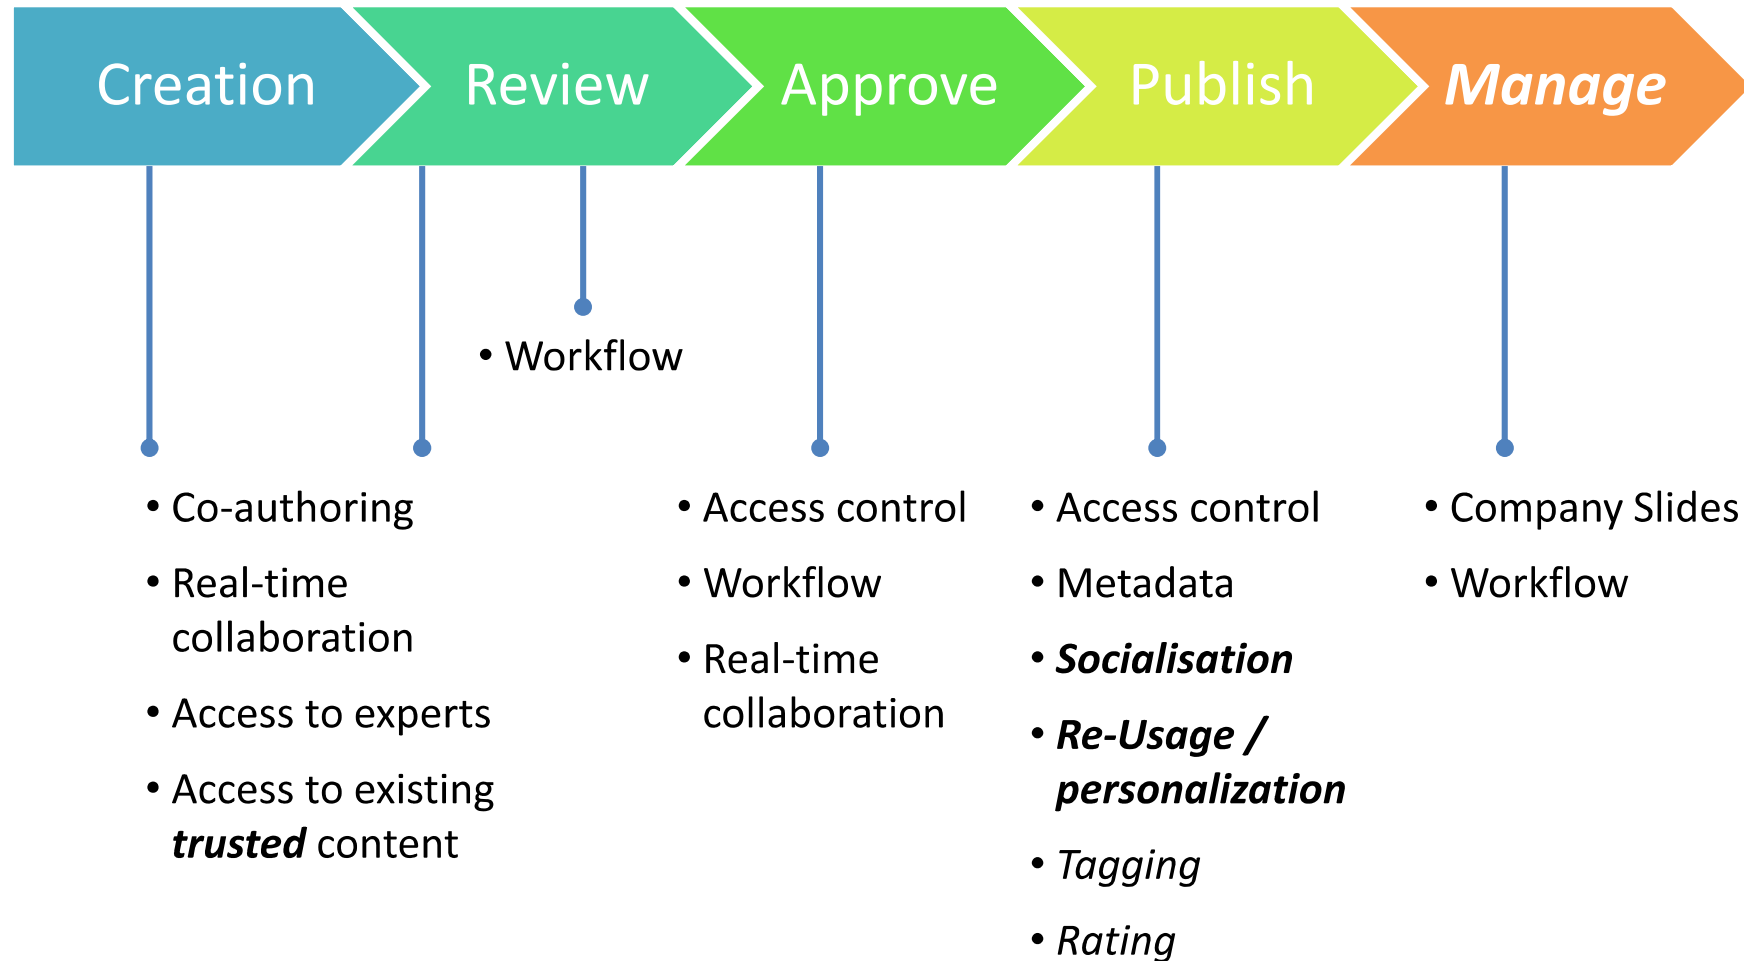 Creation
Review
Approve
Publish
Manage
• Workflow
• Co-authoring
• Real-time
collaboration
• Access to experts
• Access to existing
trusted content
• Access control
• Workflow
• Real-time
collaboration
• Access control
• Metadata
• Socialisation
• Re-Usage /
personalization
• Tagging
• Rating
• Company Slides
• Workflow